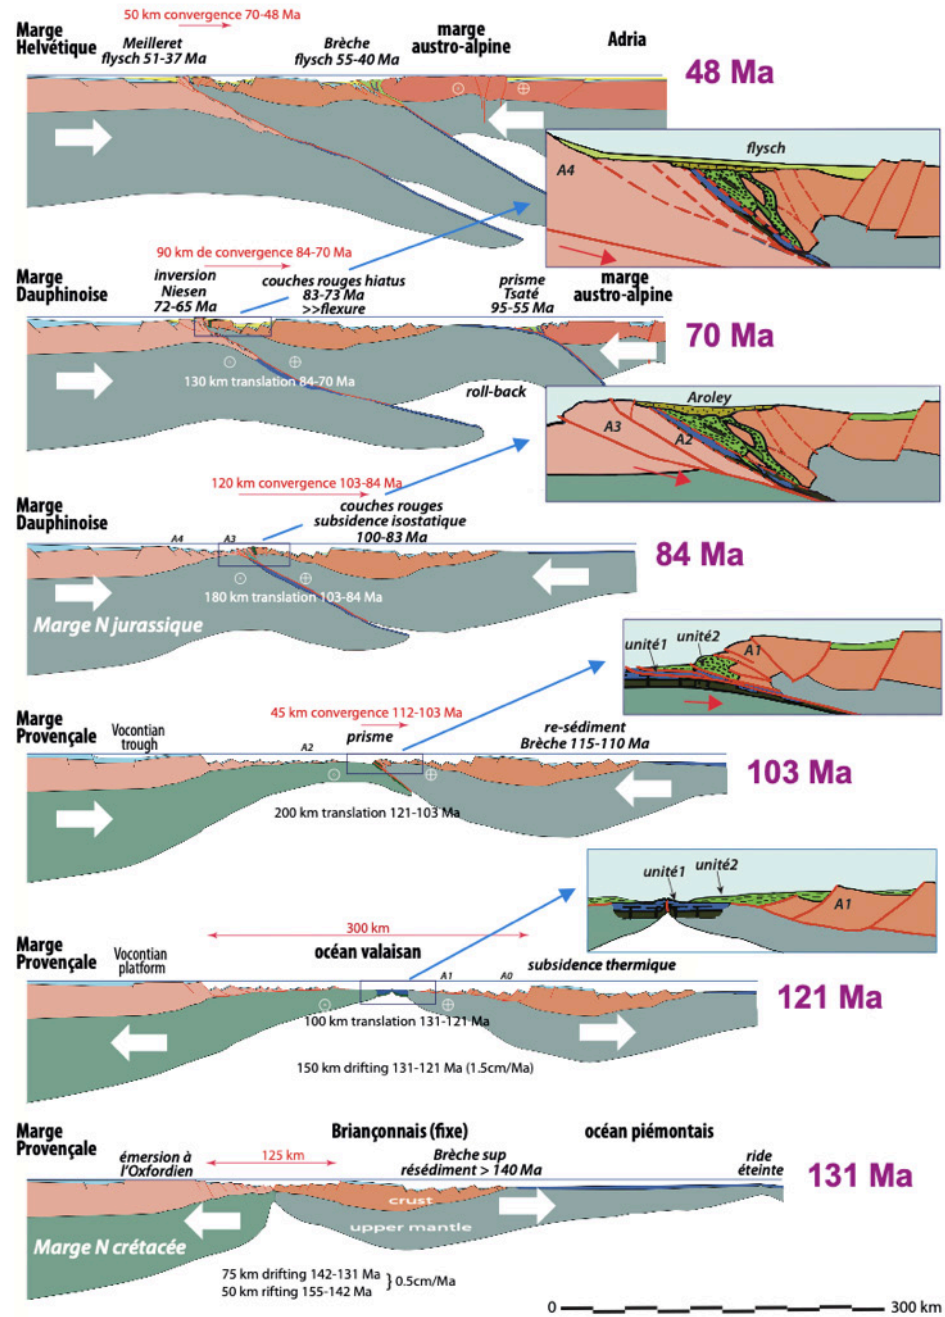 50 km convergence 70-48 Ma
Marge
Helvétique
Meilleret
flysch 51-37 Ma
Brèche
flysch 55-40 Ma
marge
austro-alpine
Adria
48 Ma
flysch
A4
90 km de convergence 84-70 Ma
Marge
Dauphinoise
inversion
Niesen
72-65 Ma
couches rouges hiatus
83-73 Ma
>>flexure
prisme
Tsaté
95-55 Ma
marge
austro-alpine
70 Ma
130 km translation 84-70 Ma
roll-back
Aroley
A3
A2
120 km convergence 103-84 Ma
Marge
Dauphinoise
couches rouges
subsidence isostatique
100-83 Ma
A4
A3
84 Ma
180 km translation 103-84 Ma
Marge N jurassique
unité1
unité2
A1
45 km convergence 112-103 Ma
Marge
Provençale
Vocontian
trough
prisme
A2
re-sédiment
Brèche 115-110 Ma
103 Ma
200 km translation 121-103 Ma
unité1
unité2
A1
300 km
Marge
Provençale
Vocontian
platform
océan valaisan
A1
A0
subsidence thermique
121 Ma
100 km translation 131-121 Ma
150 km drifting 131-121 Ma (1.5cm/Ma)
Marge
Provençale
émersion à
l'Oxfordien
125 km
Briançonnais (fixe)
Brèche sup
résédiment > 140 Ma
océan piémontais
ride
éteinte
131 Ma
crust
upper mantle
Marge N crétacée
75 km drifting 142-131 Ma
50 km rifting 155-142 Ma
} 0.5cm/Ma
0
300 km